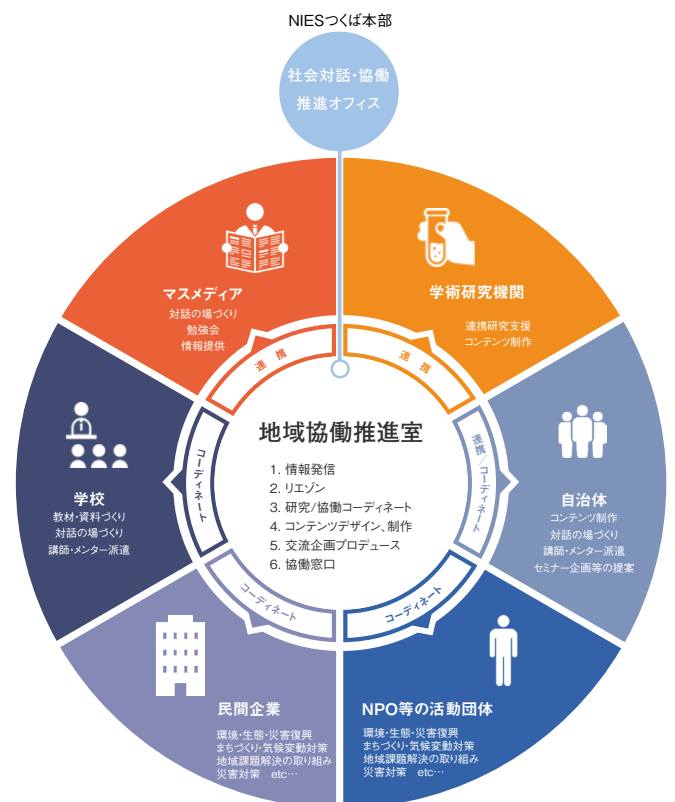 NIESつくば本部
社会対話・協働
推進オフィス
マスメディア
対話の場づくり
勉強会
情報提供
学術研究機関
連携研究支援
コンテンツ制作
連携
連携
学校
教材・資料づくり
対話の場づくり
講師・メンター派遣
コーディネート
地域協働推進室
1. 情報発信
2. リエゾン
3. 研究/協働コーディネート
4. コンテンツデザイン、制作
5. 交流企画プロデュース
6. 協働窓口
連携/コーディネート
自治体
コンテンツ制作
対話の場づくり
講師・メンター派遣
セミナー企画等の提案
コーディネート
コーディネート
民間企業
環境・生態・災害復興
まちづくり・気候変動対策
地域課題解決の取り組み
災害対策 etc…
NPO等の活動団体
環境・生態・災害復興
まちづくり・気候変動対策
地域課題解決の取り組み
災害対策 etc…